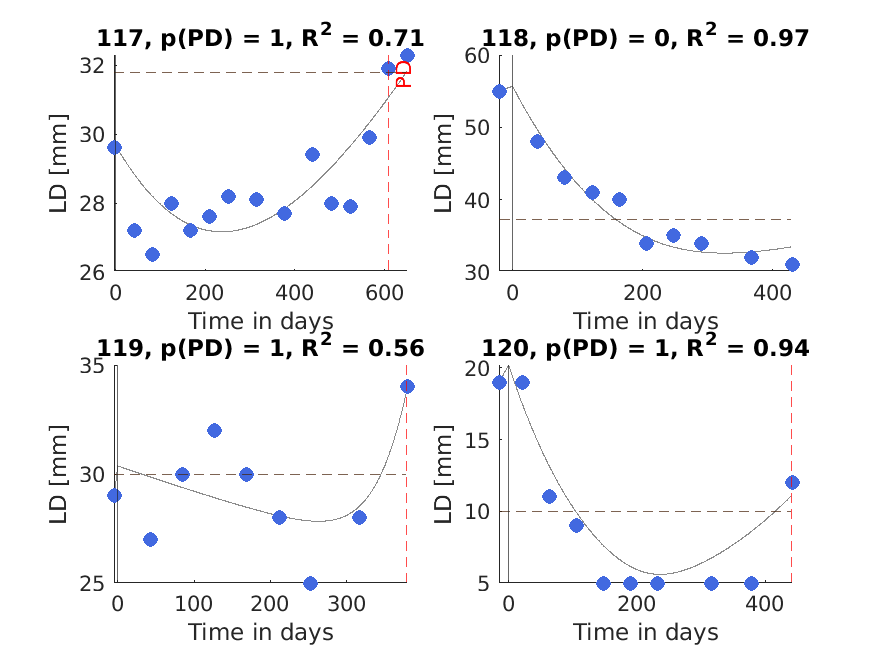 117, p(PD) = 1, R2 = 0.71
LD [mm]
32
30
28
26
PD
0 200 400 600
Time in days
118, p(PD) = 0, R2 = 0.97
LD [mm]
60
50
40
30
0 200 400
Time in days
119, p(PD) = 1, R2 = 0.56
LD [mm]
35
30
25
0 100 200 300
Time in days
120, p(PD) = 1, R2 = 0.94
LD [mm]
20
15
10
5
0 200 400
Time in days